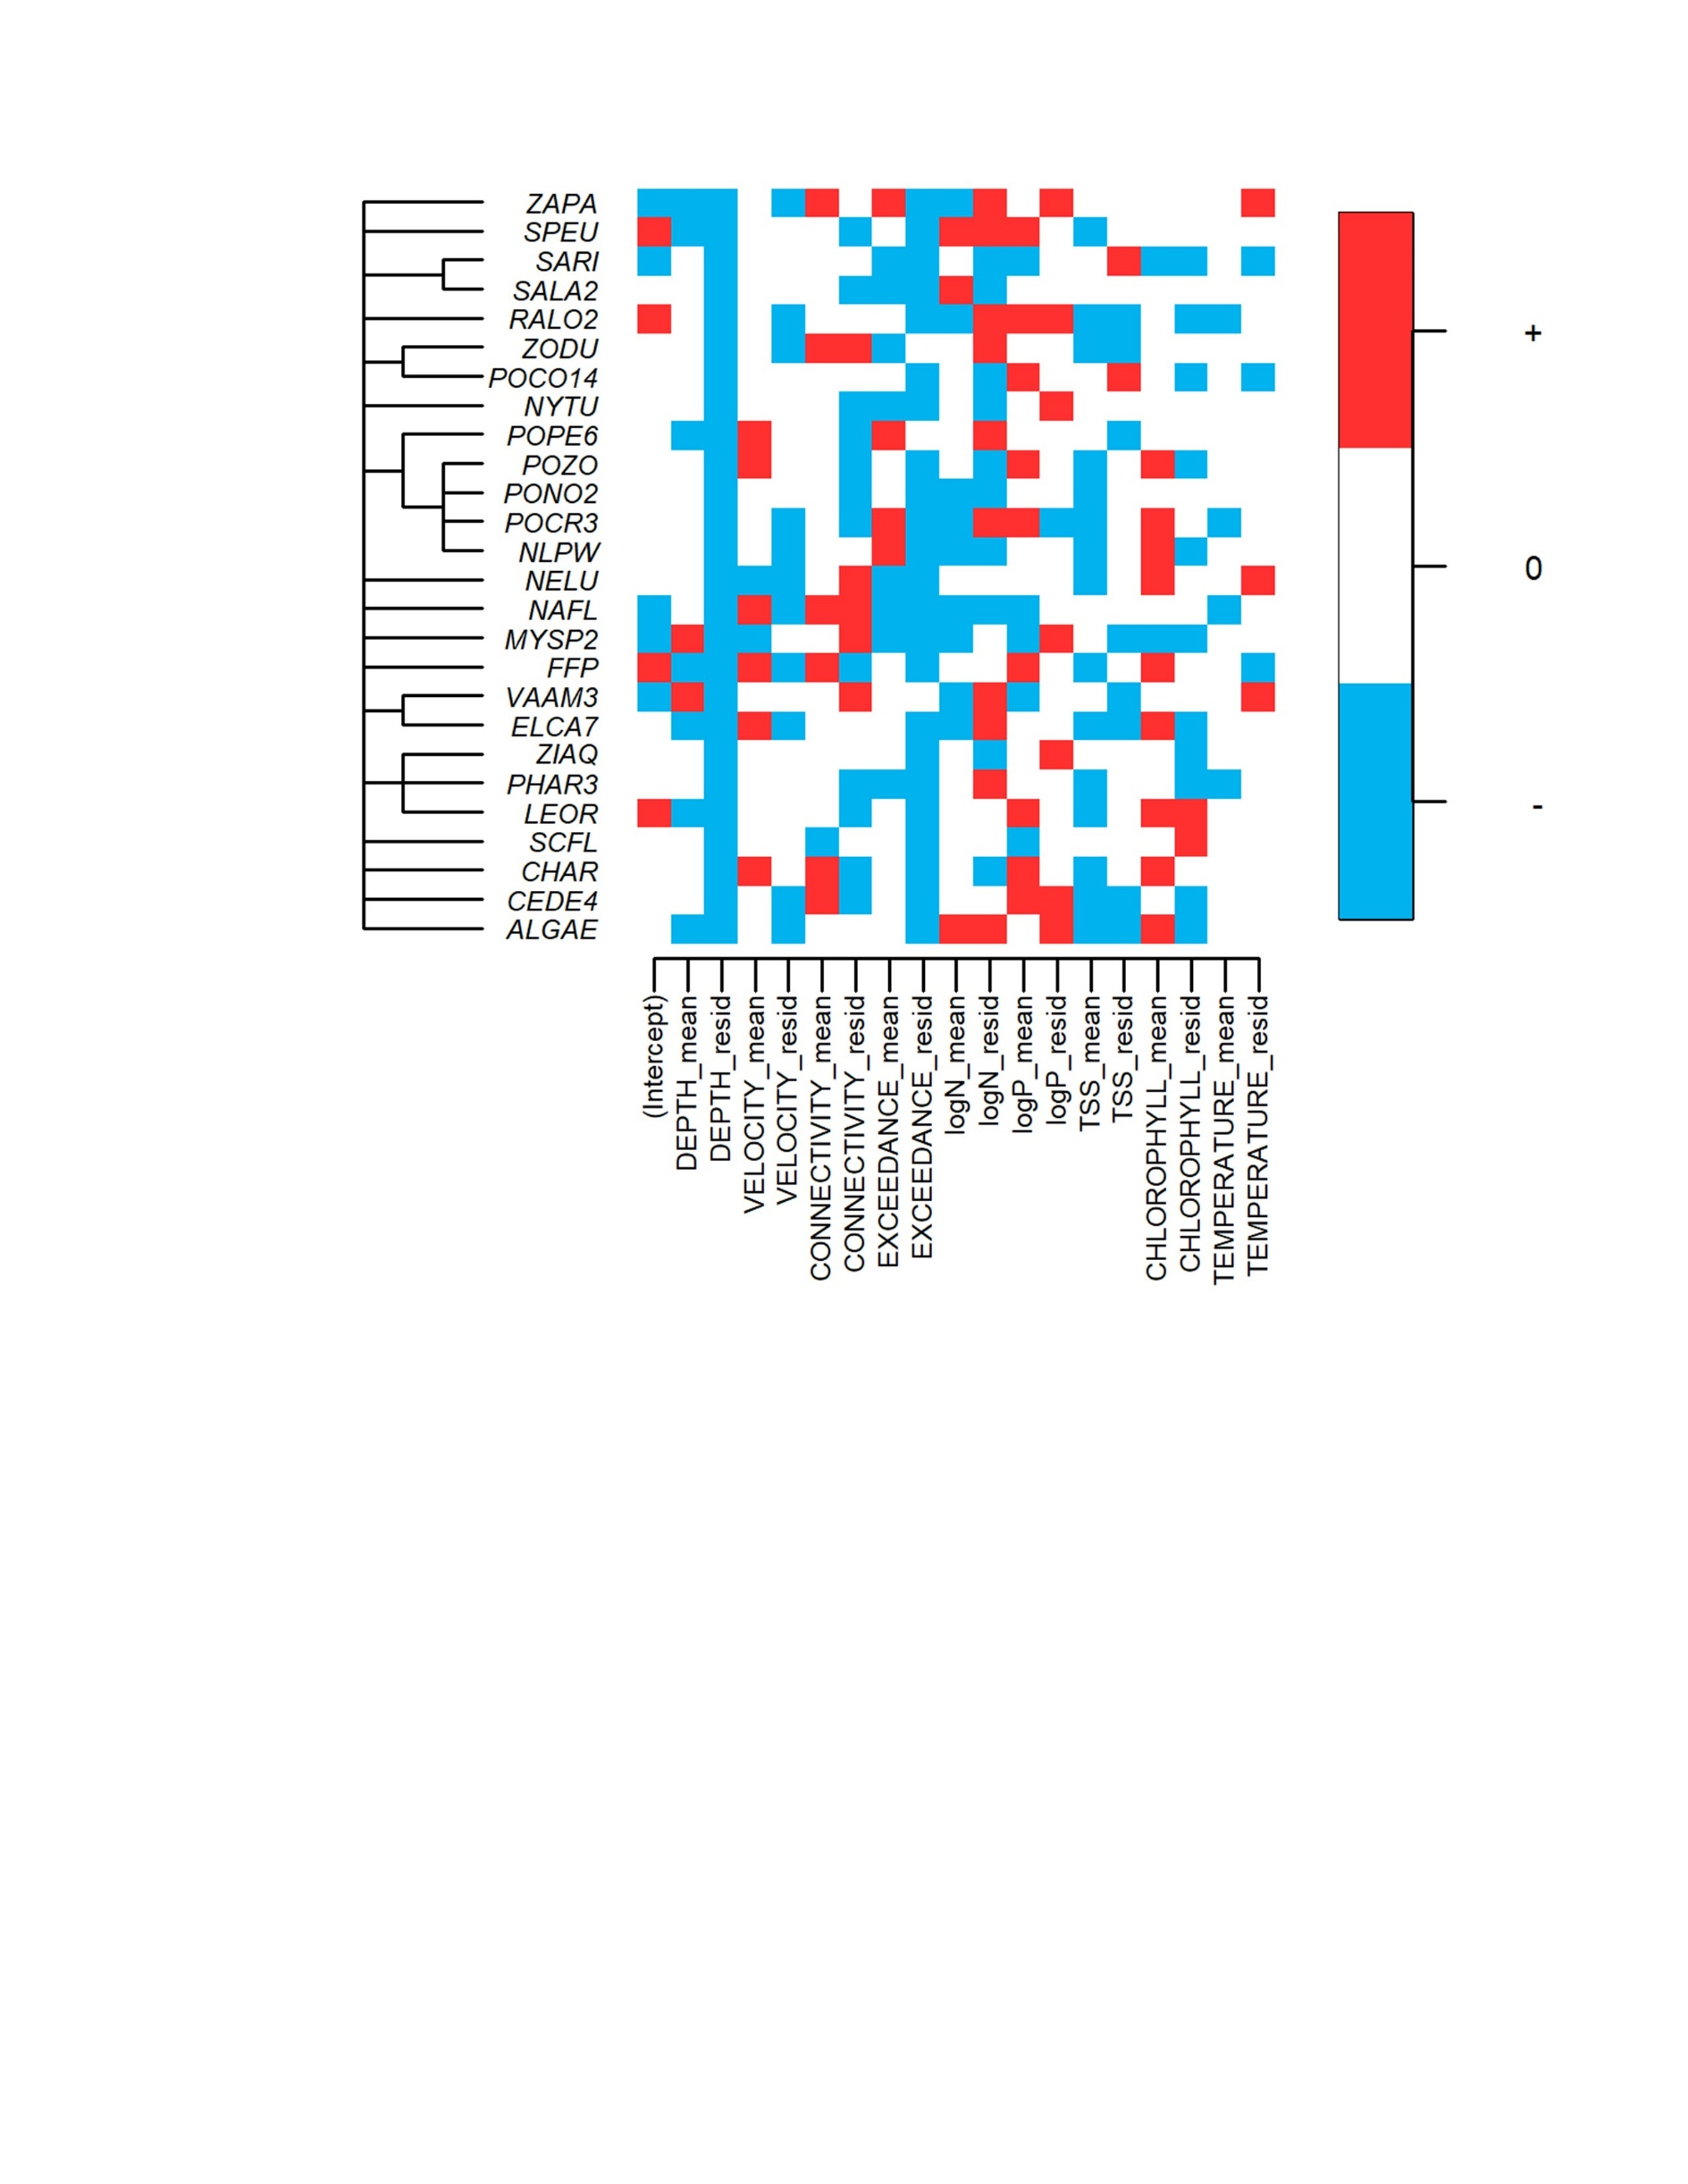 ZAPA
SPEU
SARI
SALA2
RALO2
ZODU
POCO14
NYTU
POPE6
POZO
PONO2
POCR3
NLPW
NELU
NAFL
MYSP2
FFP
VAAM3
ELCA7
ZIAQ
PHAR3
LEOR
SCFL
CHAR
CEDE4
ALGAE
(Intercept)
DEPTH_mean
DEPTH_resid
VELOCITY_mean
VELOCITY_resid
CONNECTIVITY_mean
CONNECTIVITY_resid
EXCEEDANCE_mean
EXCEEDANCE_resid
logN_mean
logN_resid
logP_mean
logP_resid
TSS_mean
TSS_resid
CHLOROPHYLL_mean
CHLOROPHYLL_resid
TEMPERATURE_mean
TEMPERATURE_resid
+
0
-